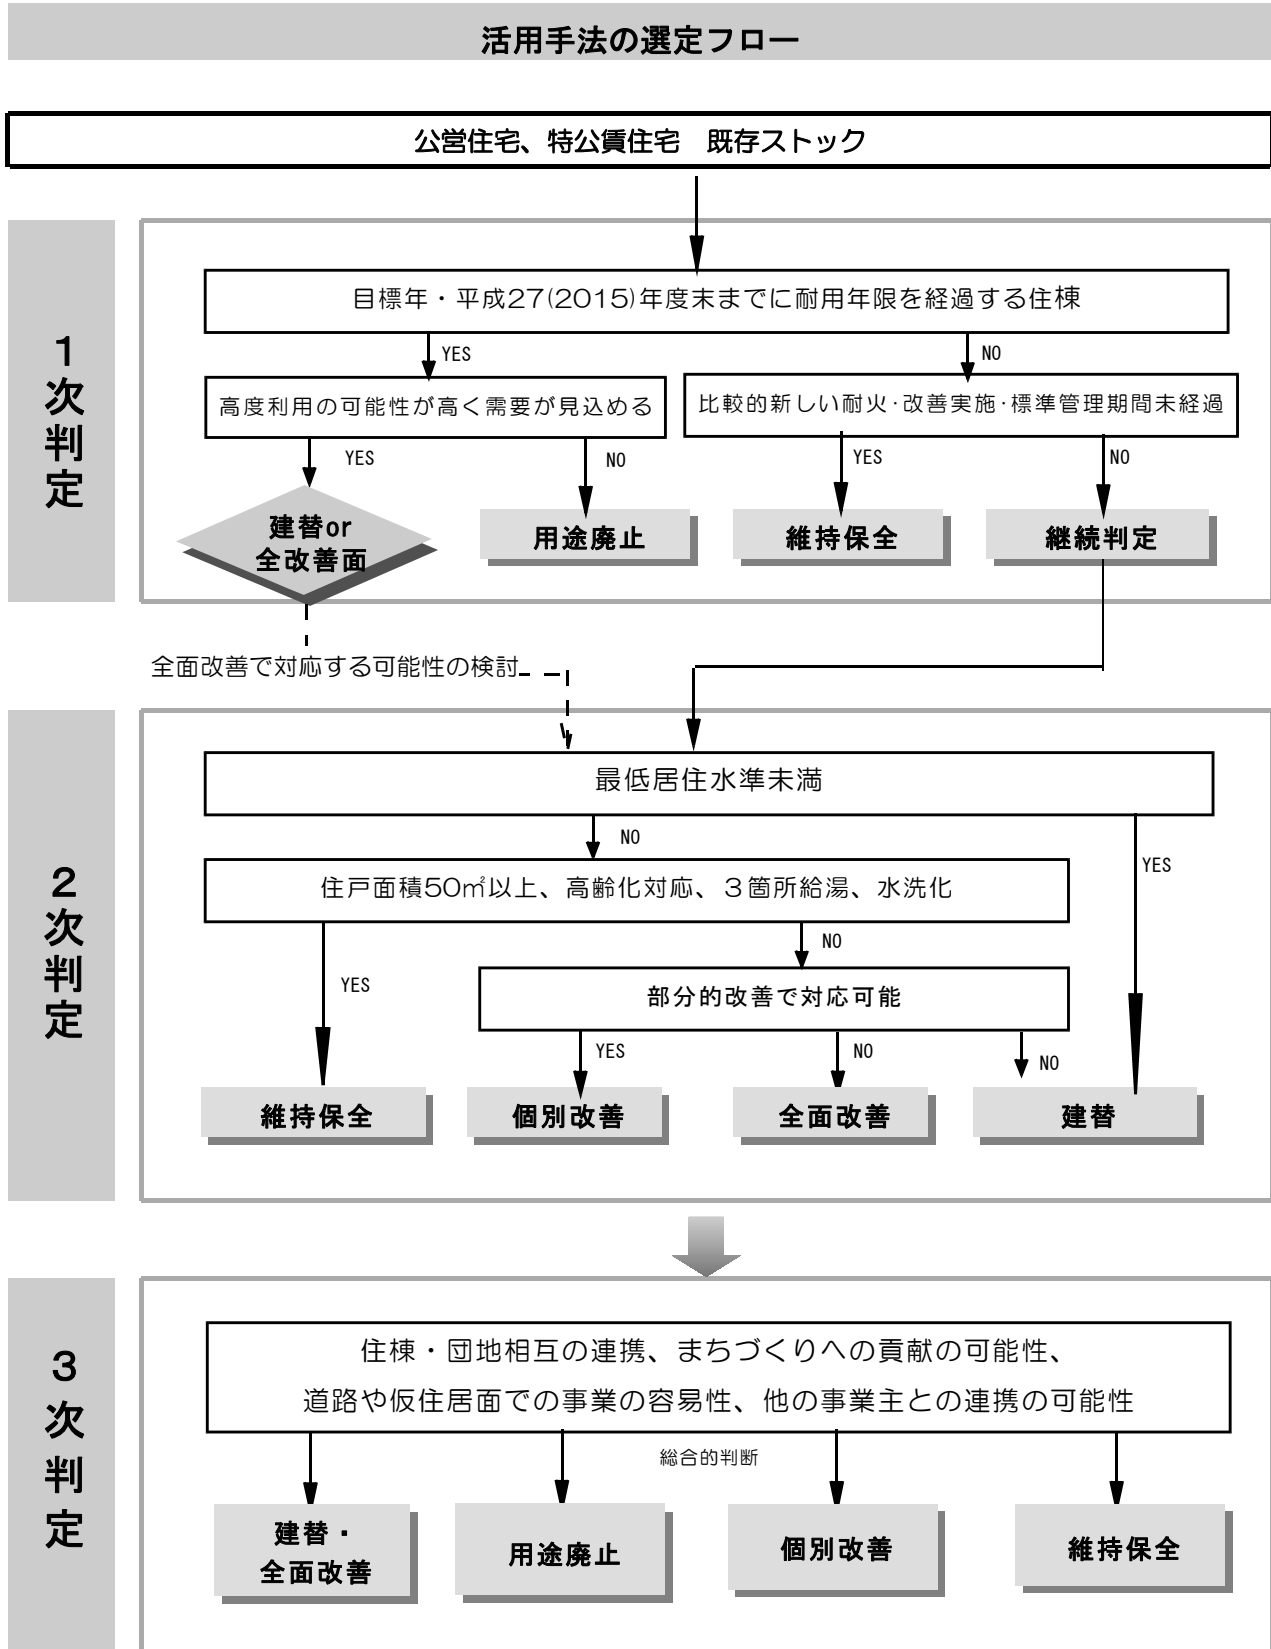 活用手法の選定フロー
公営住宅、特公賃住宅　既存ストック
1次判定
目標年・平成27(2015)年度末までに耐用年限を経過する住棟
YES
NO
高度利用の可能性が高く需要が見込める
比較的新しい耐火・改善実施・標準管理期間未経過
YES
NO
YES
NO
建替or
全改善面
用途廃止
維持保全
継続判定
全面改善で対応する可能性の検討
2次判定
最低居住水準未満
NO
YES
住戸面積50㎡以上、高齢化対応、3箇所給湯、水洗化
YES
NO
部分的改善で対応可能
YES
NO
NO
維持保全
個別改善
全面改善
建替
3次判定
住棟・団地相互の連携、まちづくりへの貢献の可能性、
道路や仮住居面での事業の容易性、他の事業主との連携の可能性
総合的判断
建替・
全面改善
用途廃止
個別改善
維持保全